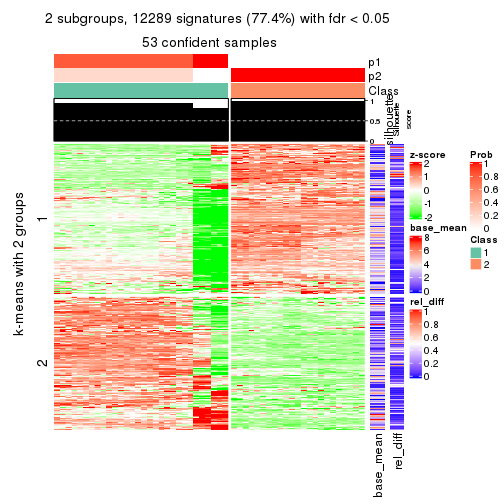 2 subgroups, 12289 signatures (77.4%) with fdr < 0.05
53 confident samples
p1
p2
Class
silhouette
Silhouette
score
1
0.5
0
k-means with 2 groups
1
2
z-score
2
1
0
-1
-2
base_mean
8
6
4
2
0
rel_diff
1
0.8
0.6
0.4
0.2
0
Prob
1
0.8
0.6
0.4
0.2
0
Class
1
2
base_mean
rel_diff